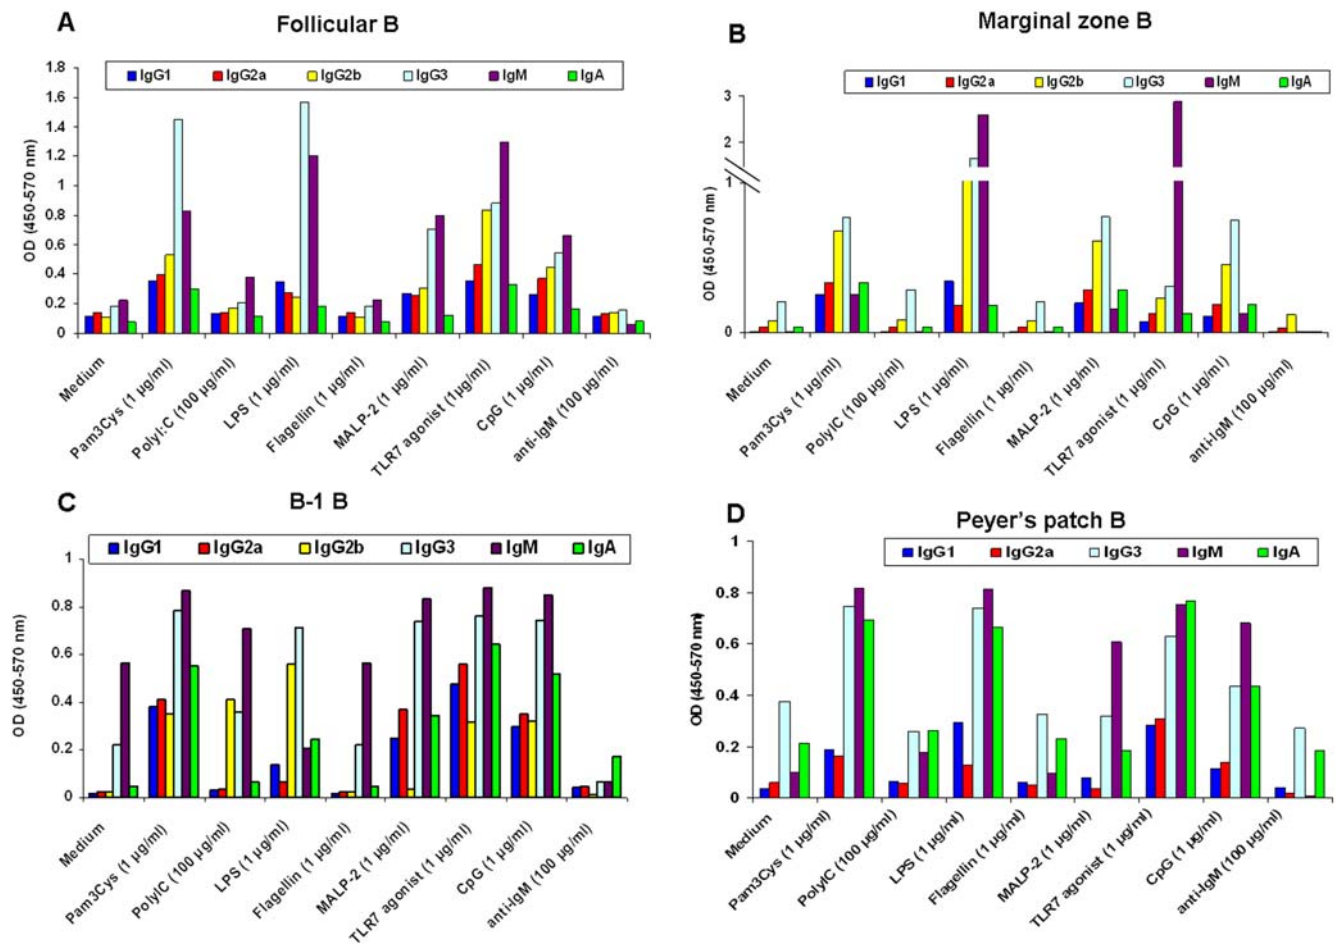 A
Follicular B
IgG1 IgG2a IgG2b IgG3 IgM IgA
OD (450-570 nm)
1.8
1.6
1.4
1.2
1
0.8
0.6
0.4
0.2
0
Medium
Pam3Cys (1 µg/ml)
PolyI:C (100 µg/ml)
LPS (1 µg/ml)
Flagellin (1 µg/ml)
MALP-2 (1 µg/ml)
TLR7 agonist (1µg/ml)
CpG (1 µg/ml)
anti-IgM (100 µg/ml)
B
Marginal zone B
IgG1 IgG2a IgG2b IgG3 IgM IgA
OD (450-570 nm)
3
2
1
0
Medium
Pam3Cys (1 µg/ml)
PolyIC (100 µg/ml)
LPS (1 µg/ml)
Flagellin (1 µg/ml)
MALP-2 (1 µg/ml)
TLR7 agonist (1 µg/ml)
CpG (1 µg/ml)
anti-IgM (100 µg/ml)
C
B-1 B
IgG1 IgG2a IgG2b IgG3 IgM IgA
OD (450-570 nm)
1
0.8
0.6
0.4
0.2
0
Medium
Pam3Cys (1 µg/ml)
PolyIC (100 µg/ml)
LPS (1 µg/ml)
Flagellin (1 µg/ml)
MALP-2 (1 µg/ml)
TLR7 agonist (1 µg/ml)
CpG (1 µg/ml)
anti-IgM (100 µg/ml)
D
Peyer's patch B
IgG1 IgG2a IgG3 IgM IgA
OD (450-570 nm)
1
0.8
0.6
0.4
0.2
0
Medium
Pam3Cys (1 µg/ml)
PolyIC (100 µg/ml)
LPS (1 µg/ml)
Flagellin (1 µg/ml)
MALP-2 (1 µg/ml)
TLR7 agonist (1 µg/ml)
CpG (1 µg/ml)
anti-IgM (100 µg/ml)